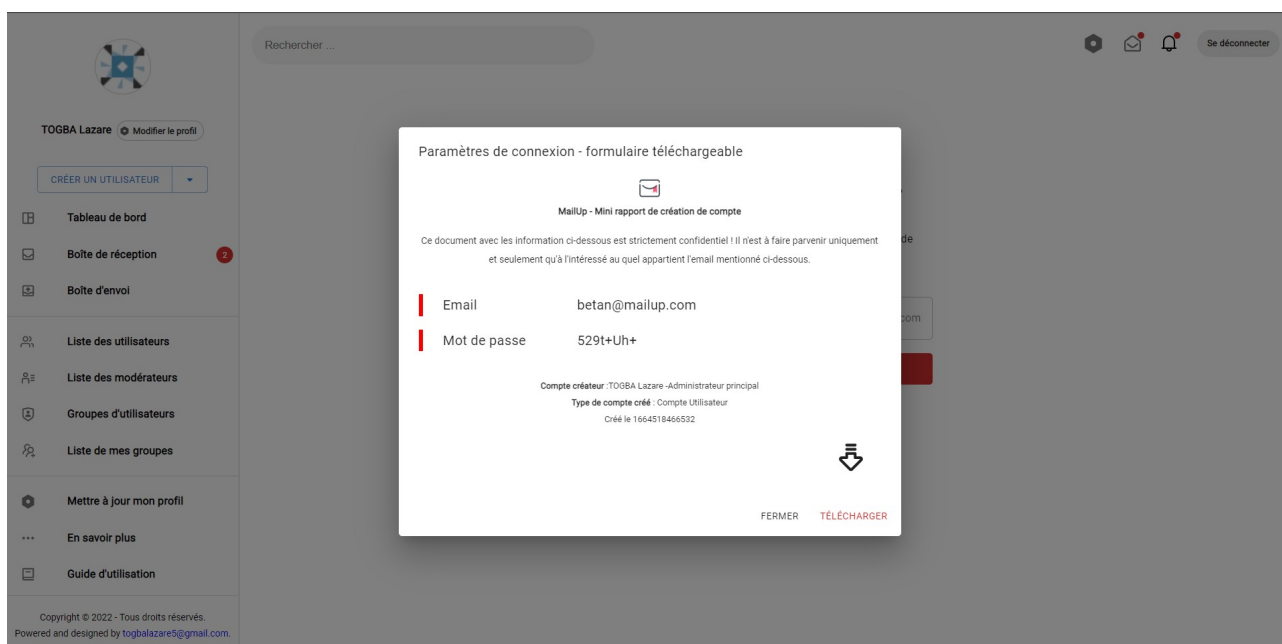 Rechercher ...
Se déconnecter
TOGBA Lazare
Modifier le profil
CRÉER UN UTILISATEUR
Tableau de bord
Boîte de réception
2
Boîte d'envoi
Liste des utilisateurs
Liste des modérateurs
Groupes d'utilisateurs
Liste de mes groupes
Mettre à jour mon profil
En savoir plus
Guide d'utilisation
Copyright © 2022 - Tous droits réservés.
Powered and designed by togbalazare5@gmail.com.
Paramètres de connexion - formulaire téléchargeable
MailUp - Mini rapport de création de compte
Ce document avec les information ci-dessous est strictement confidentiel ! Il n'est à faire parvenir uniquement
et seulement qu'à l'intéressé au quel appartient l'email mentionné ci-dessous.
Email betan@mailup.com
Mot de passe 529t+Uh+
Compte créateur :TOGBA Lazare -Administrateur principal
Type de compte créé : Compte Utilisateur
Créé le 1664518466532
FERMER TÉLÉCHARGER
de
com